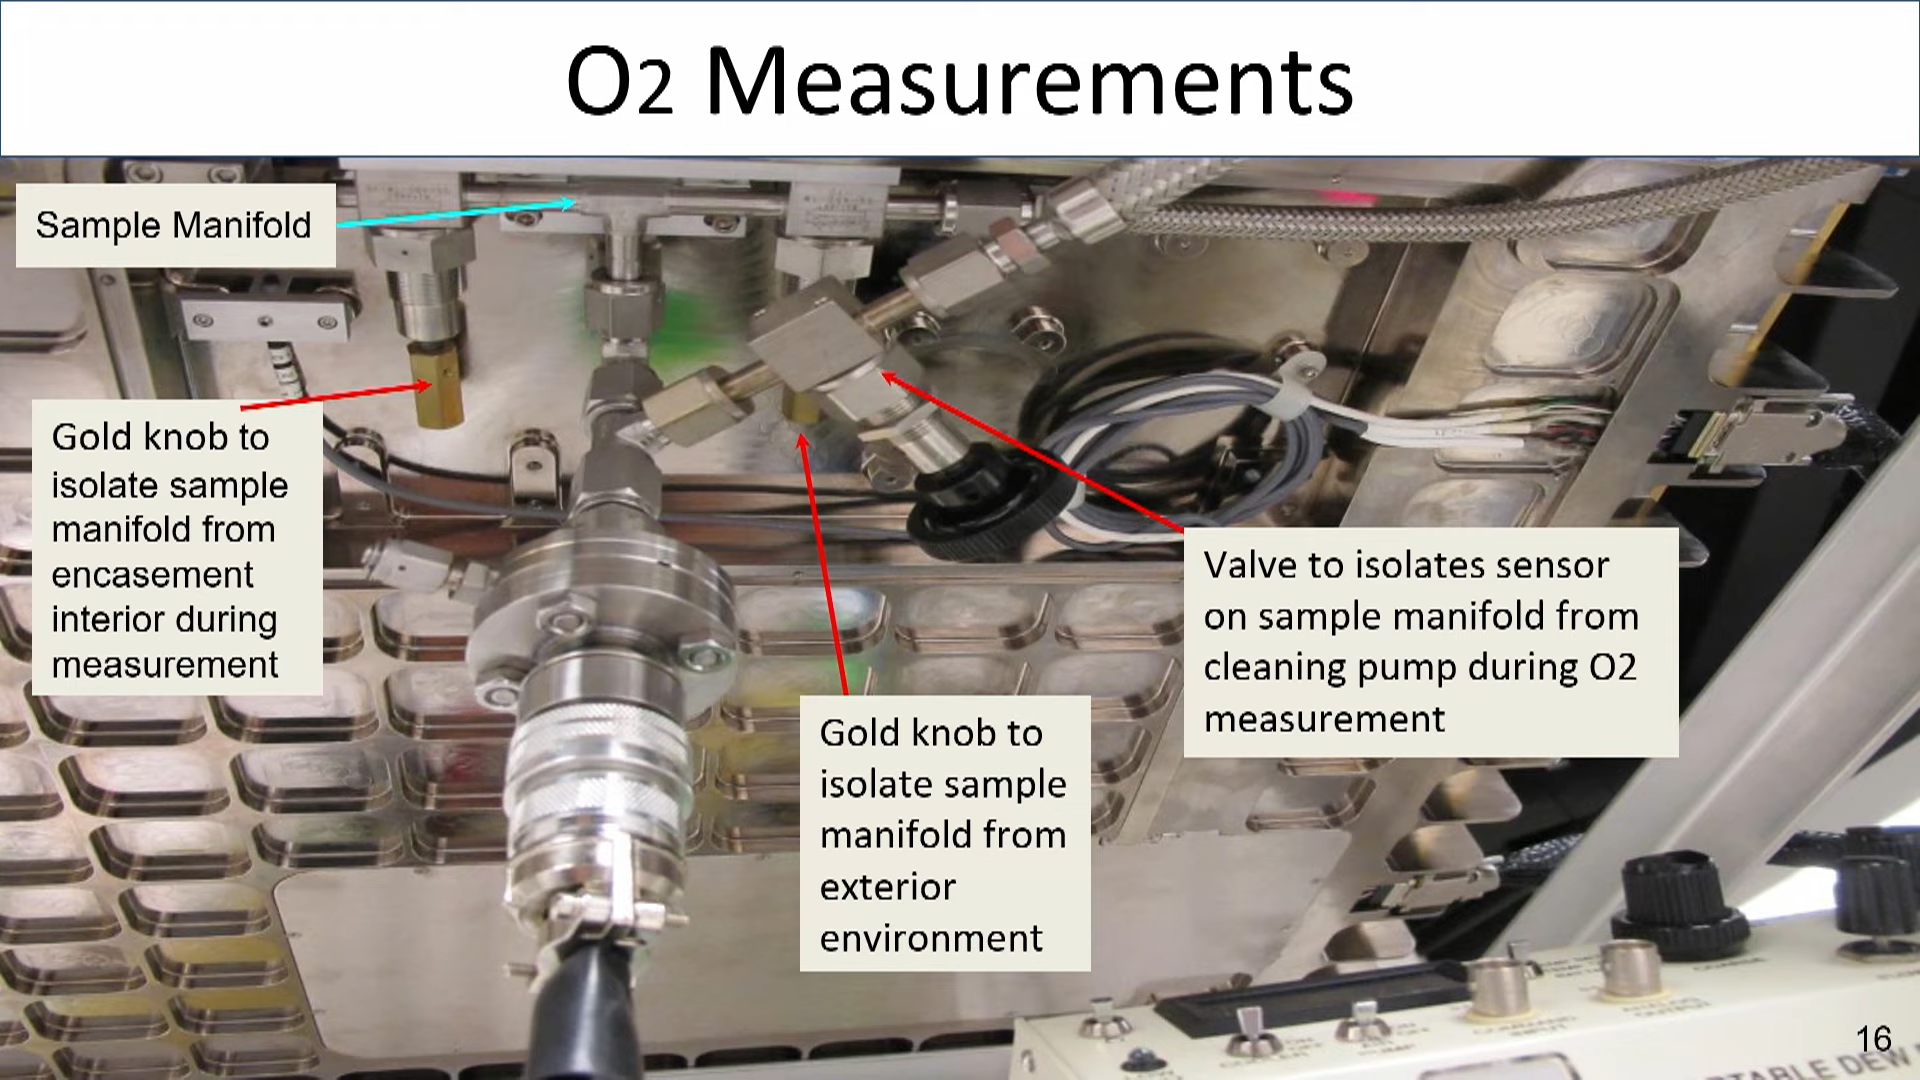 O2 Measurements
Sample Manifold
Gold knob to
isolate sample
manifold from
encasement
interior during
measurement
Gold knob to
isolate sample
manifold from
exterior
environment
Valve to isolates sensor
on sample manifold from
cleaning pump during O2
measurement
16